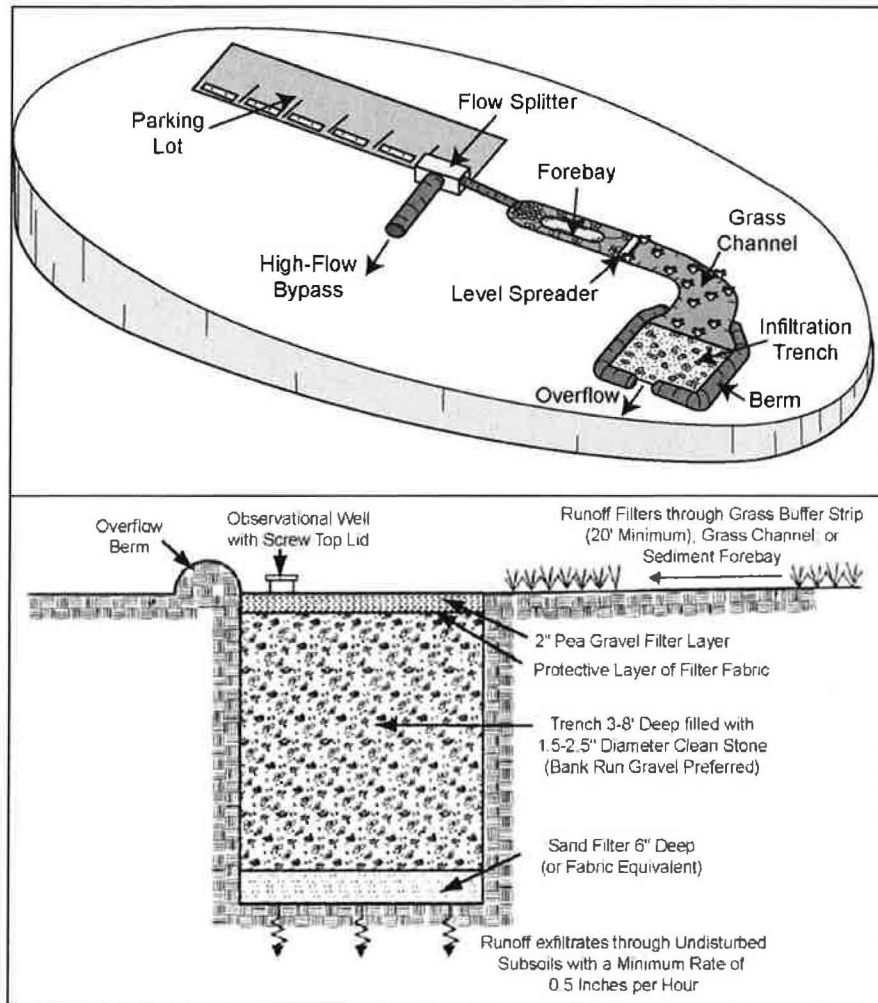 Parking
Lot
Flow Splitter
Forebay
Grass
Channel
High-Flow
Bypass
Level Spreader
Infiltration
Trench
Overflow
Berm
Overflow
Berm
Observational Well
with Screw Top Lid
Runoff Filters through Grass Buffer Strip
(20' Minimum), Grass Channel, or
Sediment Forebay
2" Pea Gravel Filter Layer
Protective Layer of Filter Fabric
Trench 3-8' Deep filled with
1.5-2.5" Diameter Clean Stone
(Bank Run Gravel Preferred)
Sand Filter 6" Deep
(or Fabric Equivalent)
Runoff exfiltrates through Undisturbed
Subsoils with a Minimum Rate of
0.5 Inches per Hour